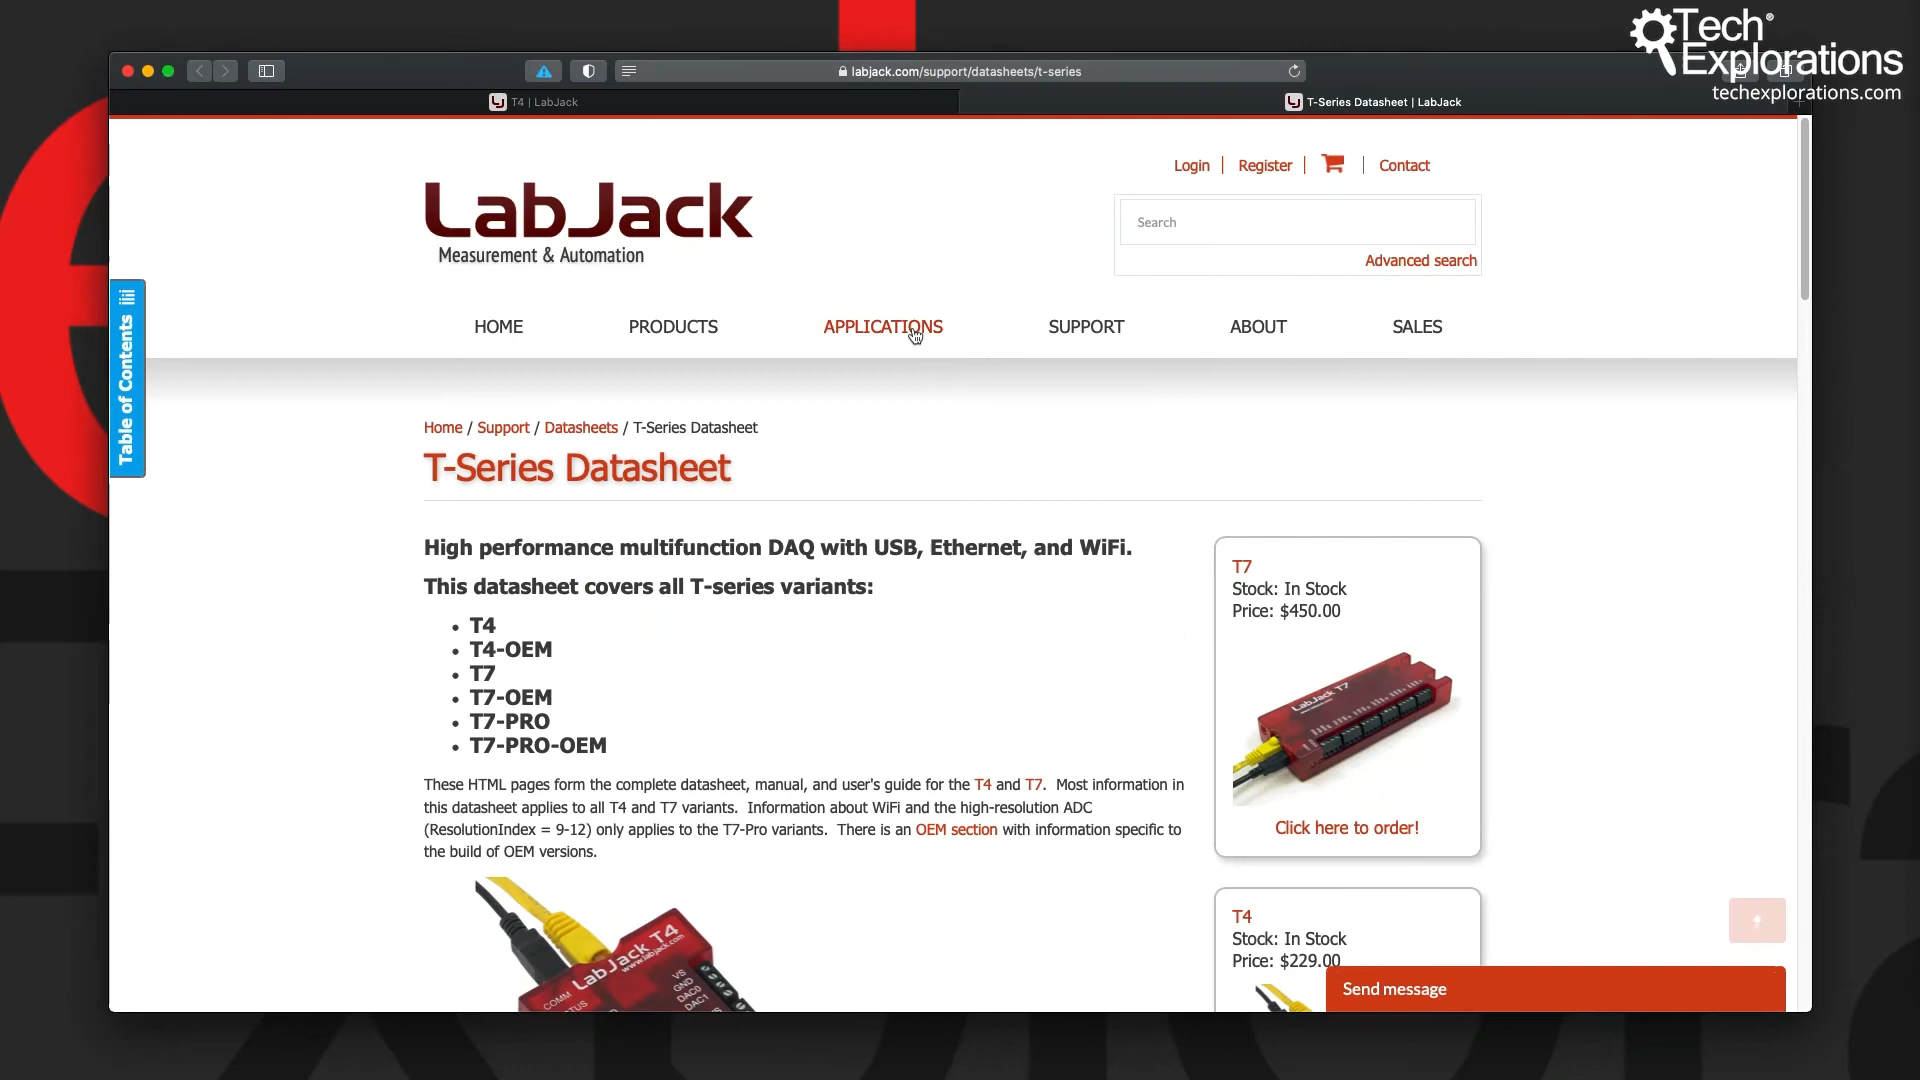 Tech®
Explorations
techexplorations.com
labjack.com/support/datasheets/t-series
T4 | LabJack
T-Series Datasheet | LabJack
Login | Register | | Contact
LabJack
Measurement & Automation
Search
Advanced search
HOME PRODUCTS APPLICATIONS SUPPORT ABOUT SALES
Table of Contents
Home / Support / Datasheets / T-Series Datasheet
T-Series Datasheet
High performance multifunction DAQ with USB, Ethernet, and WiFi.
This datasheet covers all T-series variants:
• T4
• T4-OEM
• T7
• T7-OEM
• T7-PRO
• T7-PRO-OEM
These HTML pages form the complete datasheet, manual, and user's guide for the T4 and T7. Most information in
this datasheet applies to all T4 and T7 variants. Information about WiFi and the high-resolution ADC
(ResolutionIndex = 9-12) only applies to the T7-Pro variants. There is an OEM section with information specific to
the build of OEM versions.
LabJack T4
www.labjack.com
COMM
STATUS
VS
GND
DAC0
DAC1
T7
Stock: In Stock
Price: $450.00
LabJack T7
Click here to order!
T4
Stock: In Stock
Price: $229.00
Send message